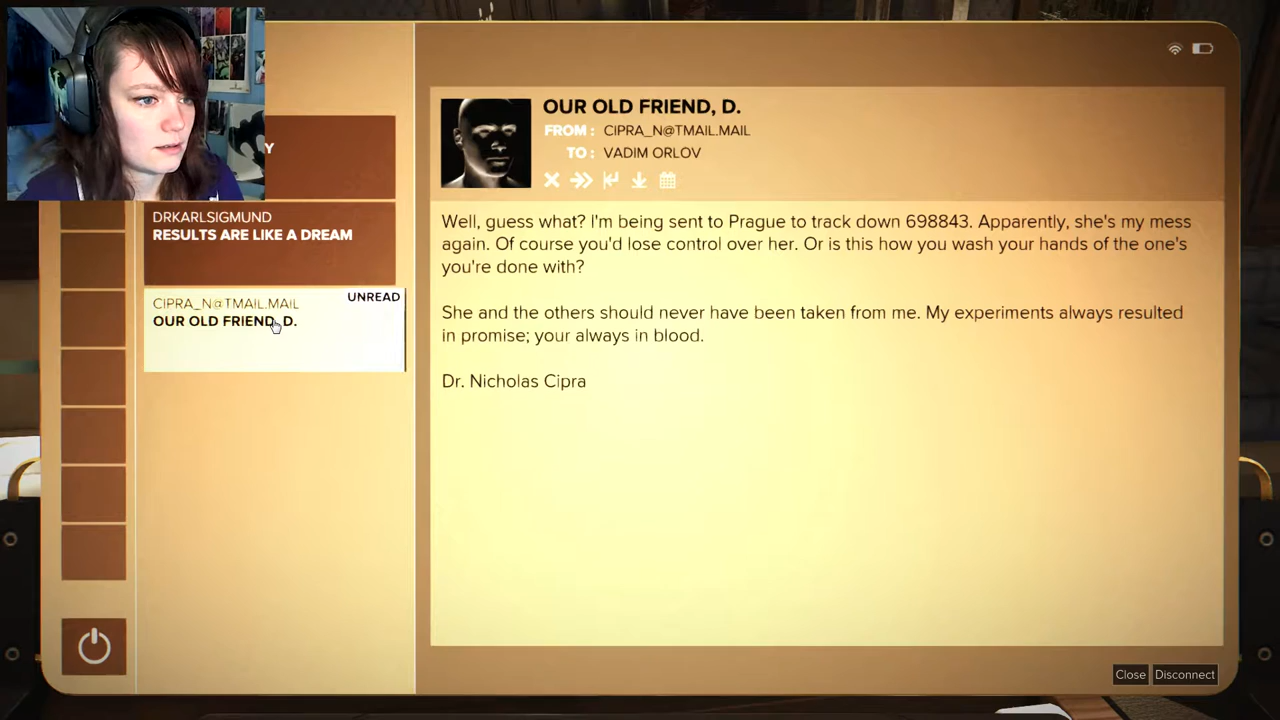 OUR OLD FRIEND, D.
FROM : CIPRA_N@TMAIL.MAIL
TO : VADIM ORLOV
Y
DRKARLSIGMUND
RESULTS ARE LIKE A DREAM
UNREAD
CIPRA_N@TMAIL.MAIL
OUR OLD FRIEND, D.
Well, guess what? I'm being sent to Prague to track down 698843. Apparently, she's my mess
again. Of course you'd lose control over her. Or is this how you wash your hands of the one's
you're done with?
She and the others should never have been taken from me. My experiments always resulted
in promise; your always in blood.
Dr. Nicholas Cipra
Close Disconnect